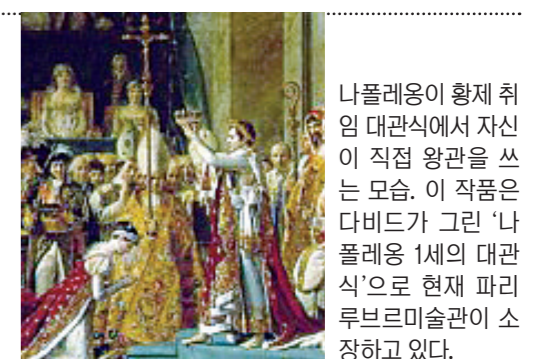 나폴레옹이 황제 취
임 대관식에서 자신
이 직접 왕관을 쓰
는 모습. 이 작품은
다비드가 그린 ‘나
폴레옹 1세의 대관
식’으로 현재 파리
루브르미술관이 소
장하고 있다.